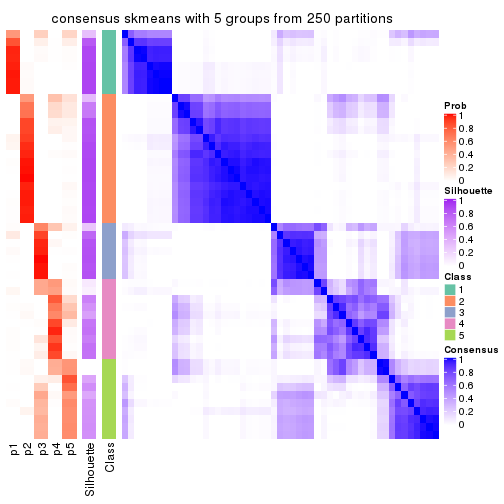 consensus skmeans with 5 groups from 250 partitions
Prob
1
0.8
0.6
0.4
0.2
0
Silhouette
1
0.8
0.6
0.4
0.2
0
Class
1
2
3
4
5
Consensus
1
0.8
0.6
0.4
0.2
0
p1
p2
p3
p4
p5
Silhouette
Class